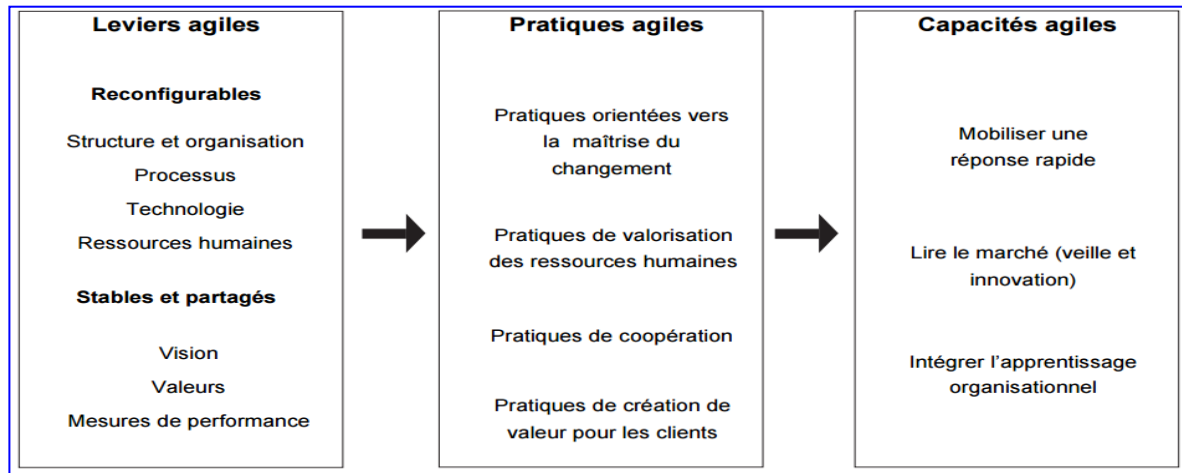 Leviers agiles
Reconfigurables
Structure et organisation
Processus
Technologie
Ressources humaines
Stables et partagés
Vision
Valeurs
Mesures de performance
Pratiques agiles
Pratiques orientées vers
la maîtrise du
changement
Pratiques de valorisation
des ressources humaines
Pratiques de coopération
Pratiques de création de
valeur pour les clients
Capacités agiles
Mobiliser une
réponse rapide
Lire le marché (veille et
innovation)
Intégrer l'apprentissage
organisationnel